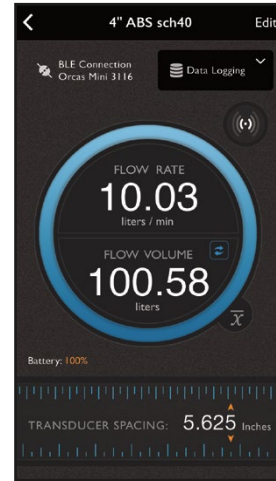 4" ABS sch40 Edit
BLE Connection
Orcas Mini 3116
Data Logging
FLOW RATE
10.03
liters / min
FLOW VOLUME
100.58
liters
x̅
Battery: 100%
TRANSDUCER SPACING: 5.625 Inches